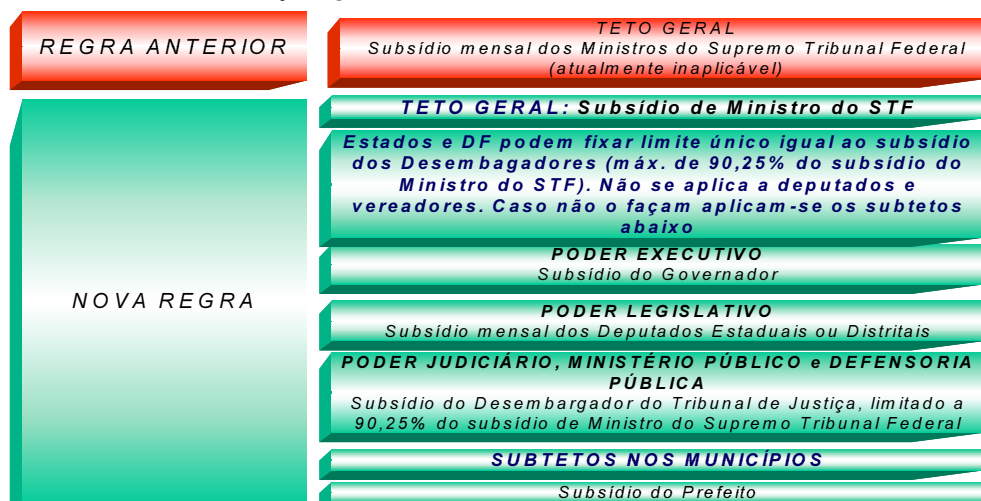 REGRA ANTERIOR
TETO GERAL
Subsídio mensal dos Ministros do Supremo Tribunal Federal
(atualmente inaplicável)
NOVA REGRA
TETO GERAL: Subsídio de Ministro do STF
Estados e DF podem fixar limite único igual ao subsídio
dos Desembagadores (máx. de 90,25% do subsídio do
Ministro do STF). Não se aplica a deputados e
vereadores. Caso não o façam aplicam-se os subtetos
abaixo
PODER EXECUTIVO
Subsídio do Governador
PODER LEGISLATIVO
Subsídio mensal dos Deputados Estaduais ou Distritais
PODER JUDICIÁRIO, MINISTÉRIO PÚBLICO e DEFENSORIA
PÚBLICA
Subsídio do Desembargador do Tribunal de Justiça, limitado a
90,25% do subsídio de Ministro do Supremo Tribunal Federal
SUBTETOS NOS MUNICÍPIOS
Subsídio do Prefeito